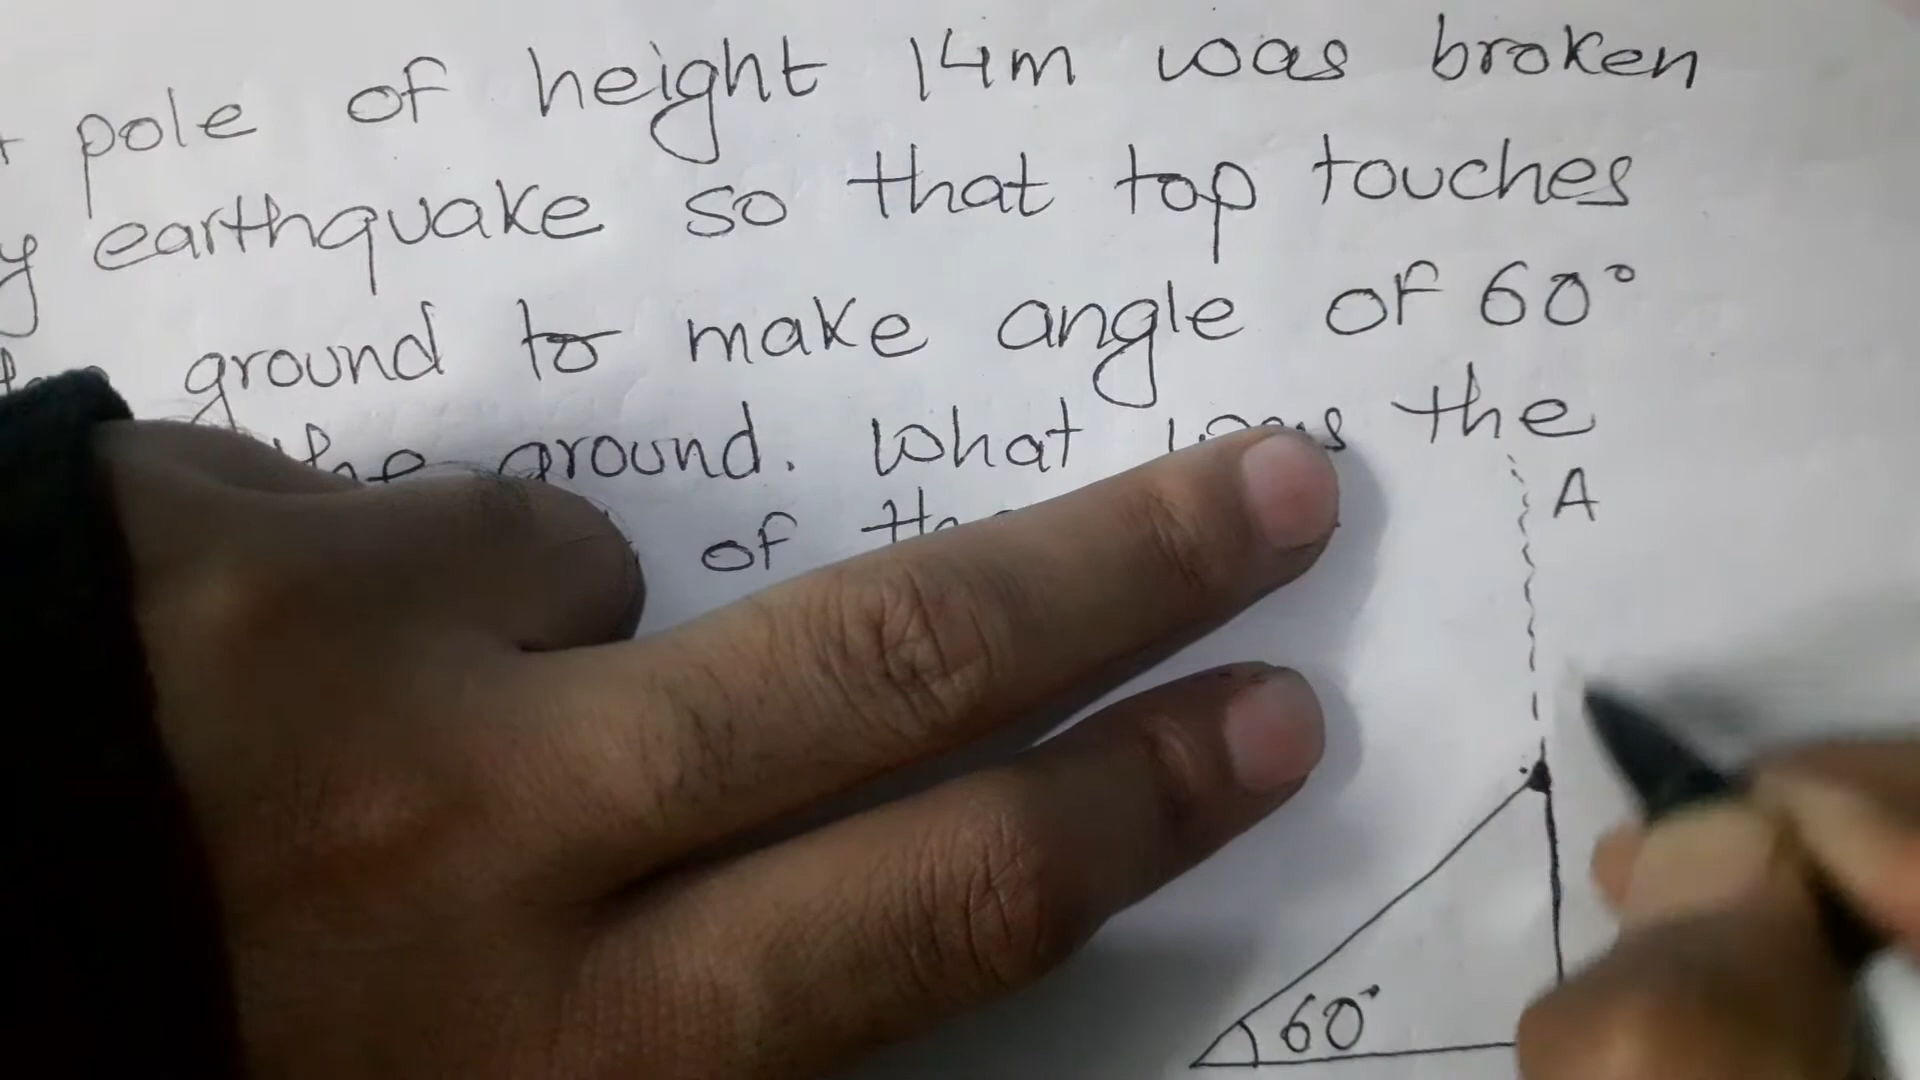 pole of height 14m was broken
earthquake so that top touches
ground to make angle of 60°
ground. What was the
of
A
60°